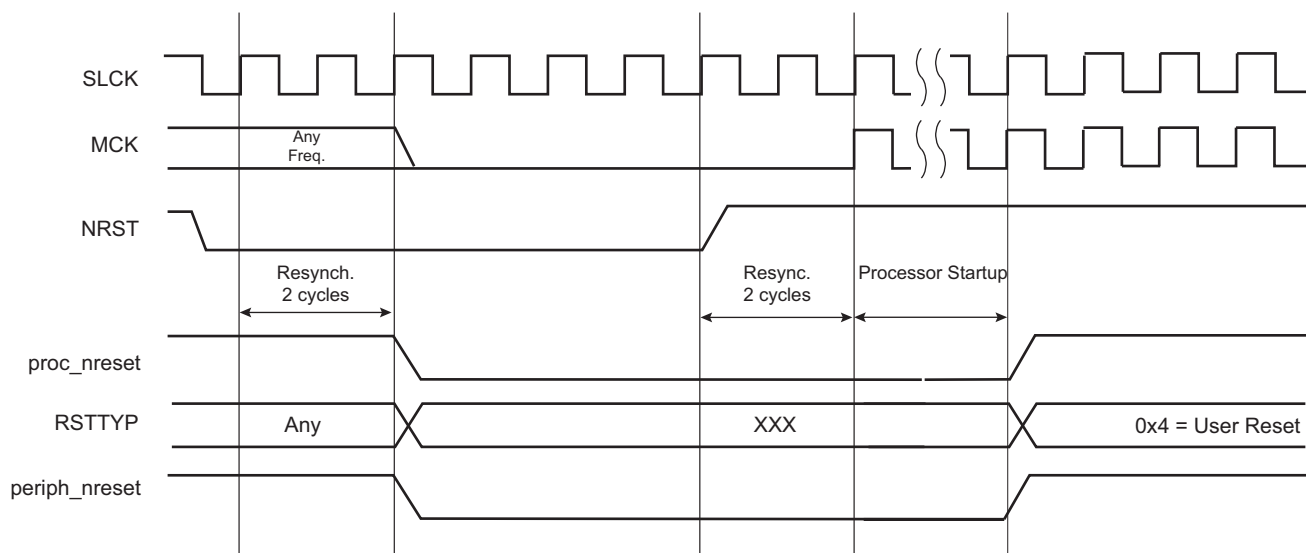 SLCK
MCK
Any
Freq.
NRST
Resynch.
2 cycles
Resync.
2 cycles
Processor Startup
proc_nreset
RSTTYP
Any
XXX
0x4 = User Reset
periph_nreset